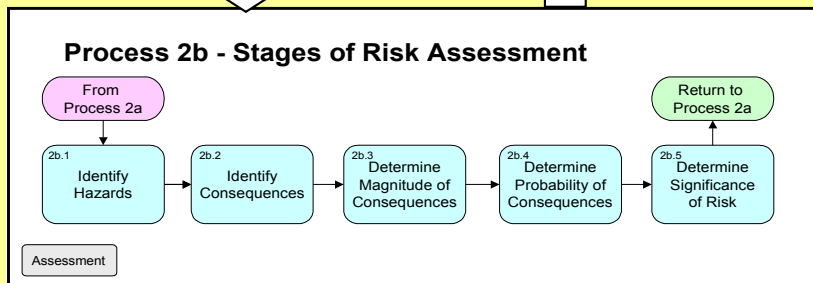 Process 2b - Stages of Risk Assessment
From
Process 2a
Return to
Process 2a
2b.1
Identify
Hazards
2b.2
Identify
Consequences
2b.3
Determine
Magnitude of
Consequences
2b.4
Determine
Probability of
Consequences
2b.5
Determine
Significance
of Risk
Assessment